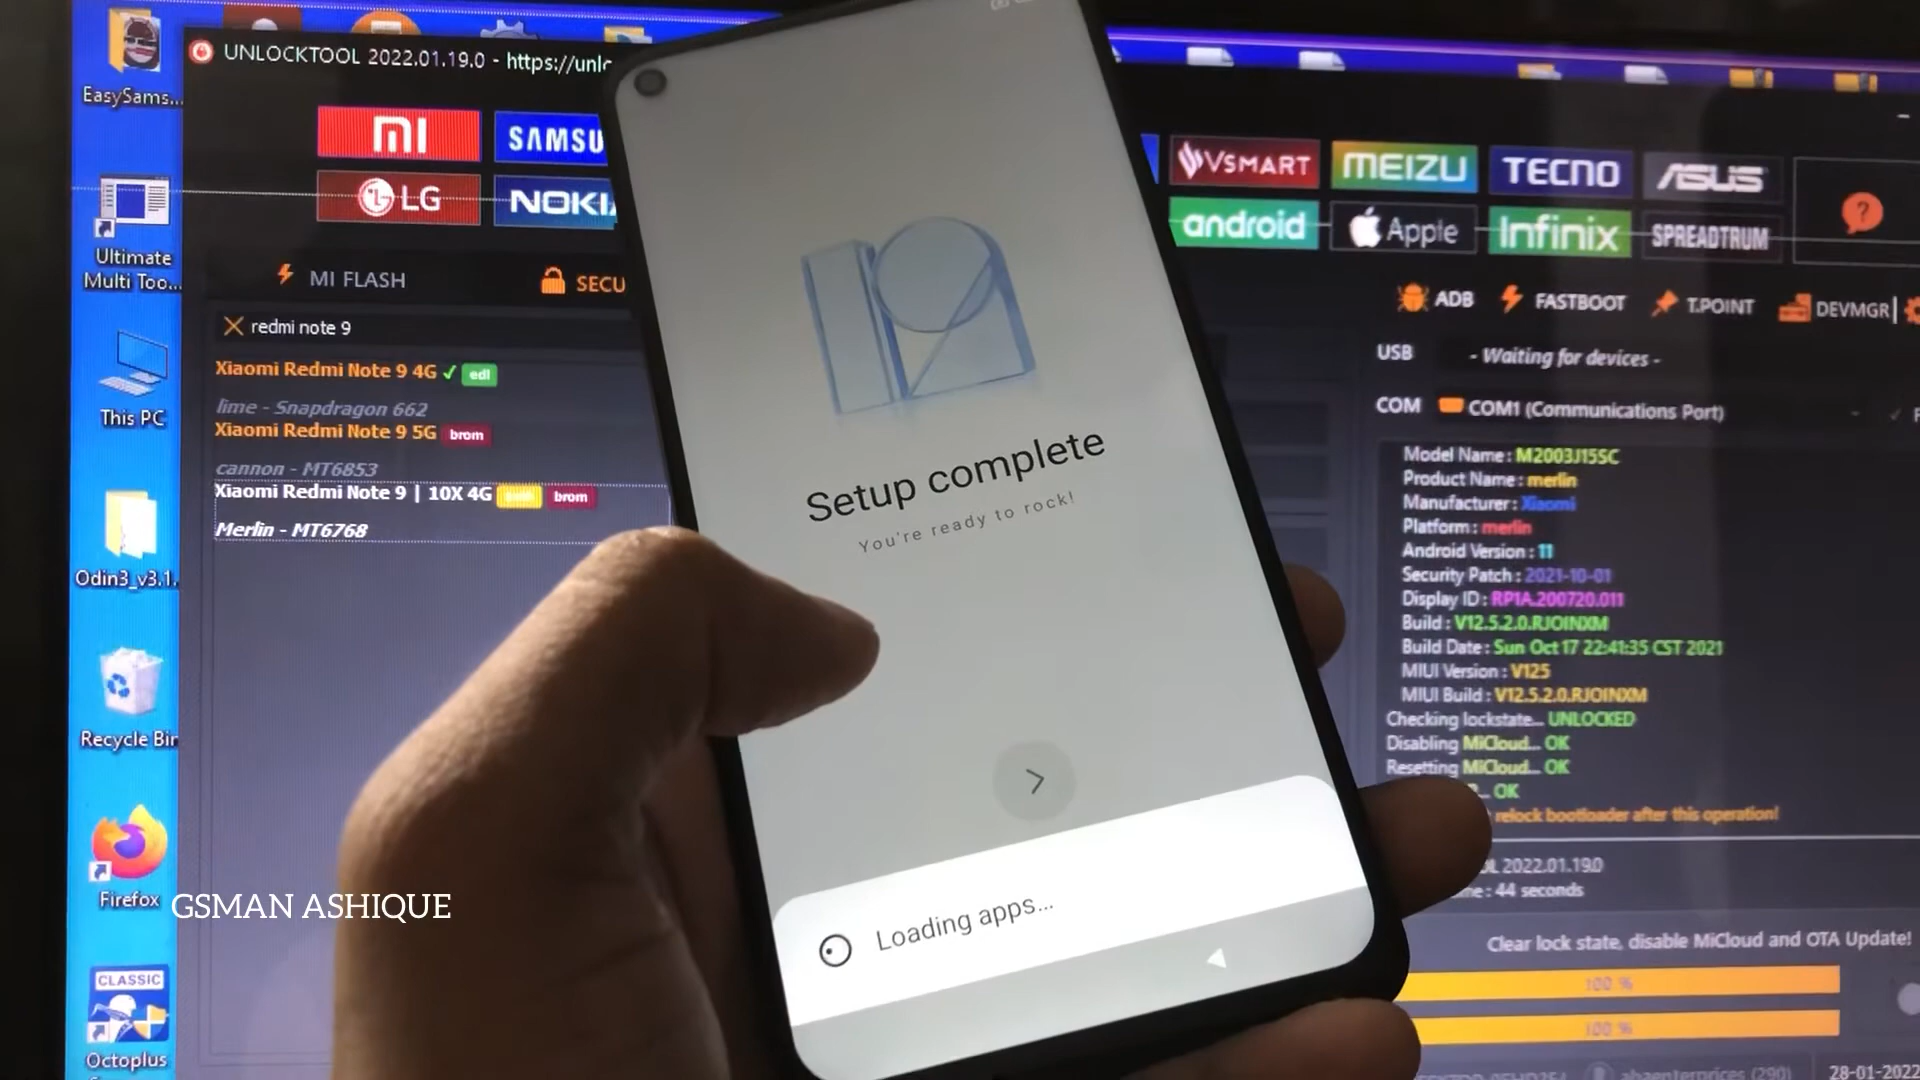 EasySams...
Ultimate
Multi Too...
This PC
Odin3_v3.1.
Recycle Bin
Firefox
CLASSIC
Octoplus
UNLOCKTOOL 2022.01.19.0 - https://unlo
MI
SAMSU
LG
NOKIA
VSMART
MEIZU
TECNO
ASUS
android
Apple
Infinix
SPREADTRUM
?
MI FLASH
SECU
redmi note 9
Xiaomi Redmi Note 9 4G ✓ edl
lime - Snapdragon 662
Xiaomi Redmi Note 9 5G brom
cannon - MT6853
Xiaomi Redmi Note 9 | 10X 4G brom
Merlin - MT6768
Setup complete
You're ready to rock!
>
Loading apps...
ADB
FASTBOOT
T.POINT
DEVMGR
USB - Waiting for devices -
COM COM1 (Communications Port)
Model Name : M2003J15SC
Product Name : merlin
Manufacturer : Xiaomi
Platform : merlin
Android Version : 11
Security Patch : 2021-10-01
Display ID : RP1A.200720.011
Build : V12.5.2.0.RJOINXM
Build Date : Sun Oct 17 22:41:35 CST 2021
MIUI Version : V125
MIUI Build : V12.5.2.0.RJOINXM
Checking lockstate... UNLOCKED
Disabling MiCloud... OK
Resetting MiCloud... OK
... OK
relock bootloader after this operation!
2022.01.19.0
: 44 seconds
Clear lock state, disable MiCloud and OTA Update!
100 %
100 %
abaenterprices (290)
28-01-2022
GSMAN ASHIQUE